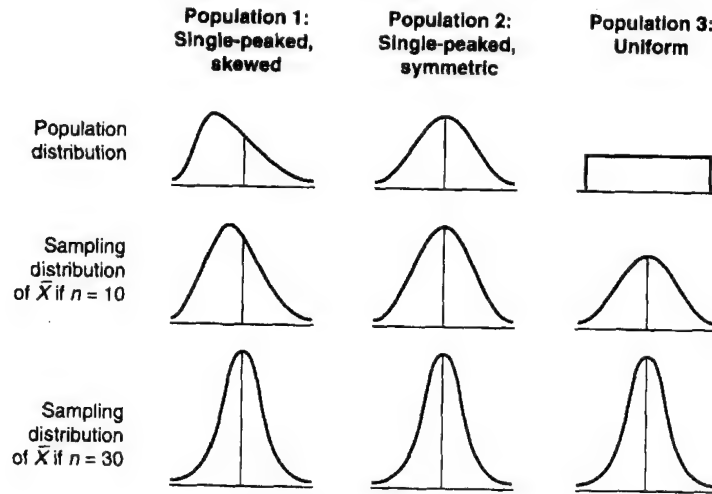 Population 1:
Single-peaked,
skewed
Population 2:
Single-peaked,
symmetric
Population 3:
Uniform
Population
distribution
Sampling
distribution
of X̄ if n = 10
Sampling
distribution
of X̄ if n = 30